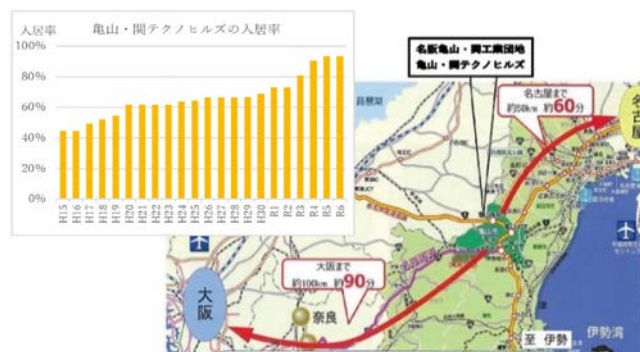 入居率
亀山・関テクノヒルズの入居率
100%
80%
60%
40%
20%
0%
H15
H16
H17
H18
H19
H20
H21
H22
H23
H24
H25
H26
H27
H28
H29
H30
R1
R2
R3
R4
R5
R6
名阪亀山・関工業団地
亀山・関テクノヒルズ
名古屋まで
約50km 約60分
名古屋
亀山市
大阪まで
約100km 約90分
大阪
奈良
津
至 伊勢
伊勢湾